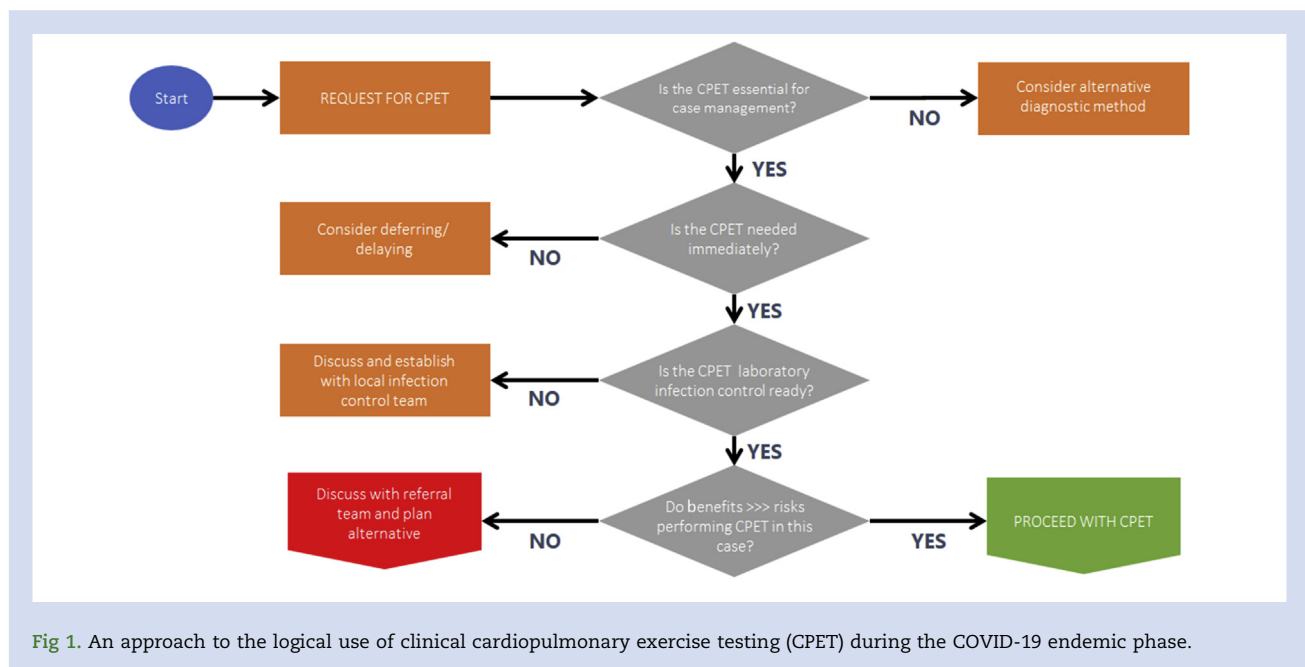 Start
REQUEST FOR CPET
Is the CPET essential for
case management?
NO
Consider alternative
diagnostic method
YES
Consider deferring/
delaying
NO
Is the CPET needed
immediately?
YES
Discuss and establish
with local infection
control team
NO
Is the CPET laboratory
infection control ready?
YES
Discuss with referral
team and plan
alternative
NO
Do benefits >>> risks
performing CPET in this
case?
YES
PROCEED WITH CPET
Fig 1. An approach to the logical use of clinical cardiopulmonary exercise testing (CPET) during the COVID-19 endemic phase.